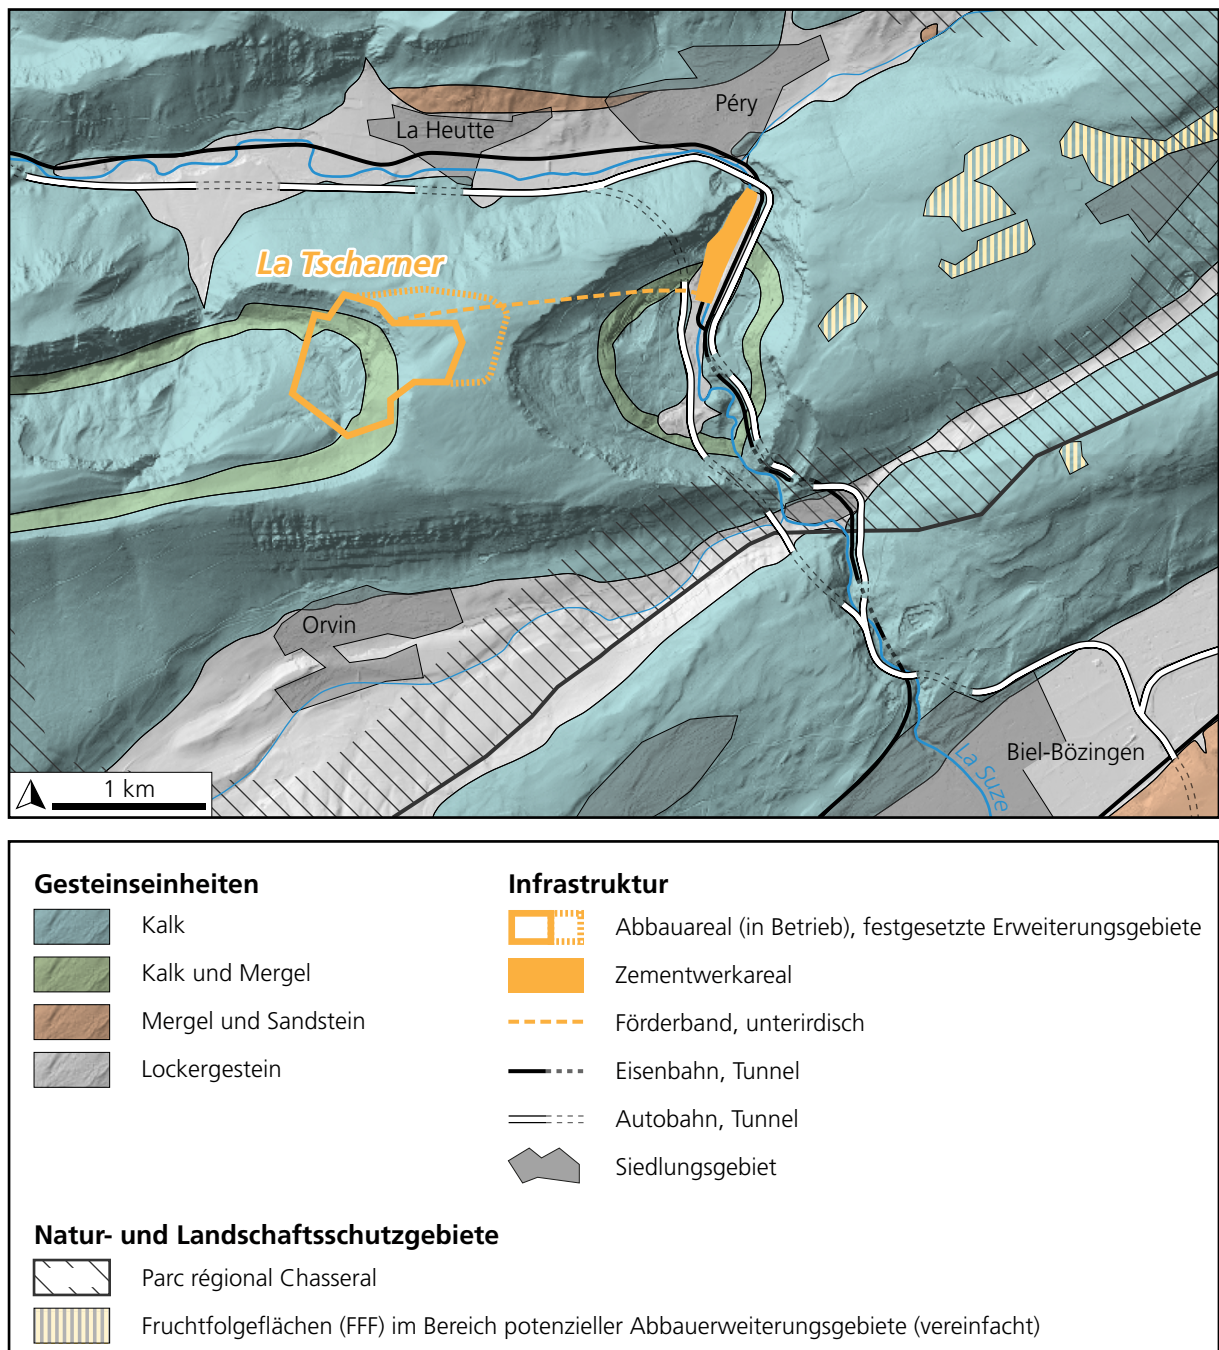 Péry
La Heutte
La Tscharner
Orvin
Biel-Bözingen
La Suze
1 km
Gesteinseinheiten
Kalk
Kalk und Mergel
Mergel und Sandstein
Lockergestein
Infrastruktur
Abbauareal (in Betrieb), festgesetzte Erweiterungsgebiete
Zementwerkareal
Förderband, unterirdisch
Eisenbahn, Tunnel
Autobahn, Tunnel
Siedlungsgebiet
Natur- und Landschaftsschutzgebiete
Parc régional Chasseral
Fruchtfolgeflächen (FFF) im Bereich potenzieller Abbauerweiterungsgebiete (vereinfacht)